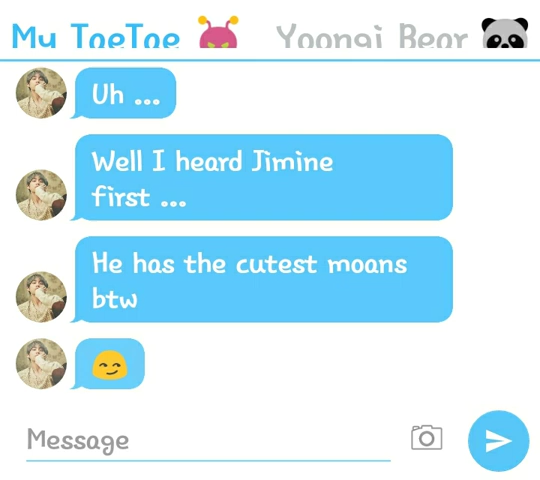 My TaeTae Yoongi Bear
Uh ...
Well I heard Jimine
first ...
He has the cutest moans
btw
Message